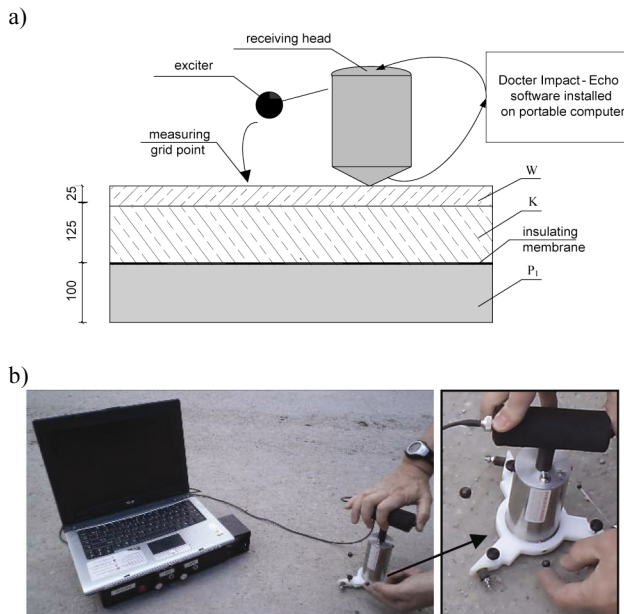 a)
receiving head
exciter
Docter Impact - Echo
software installed
on portable computer
measuring
grid point
W
25
K
125
insulating
membrane
100
P1
b)